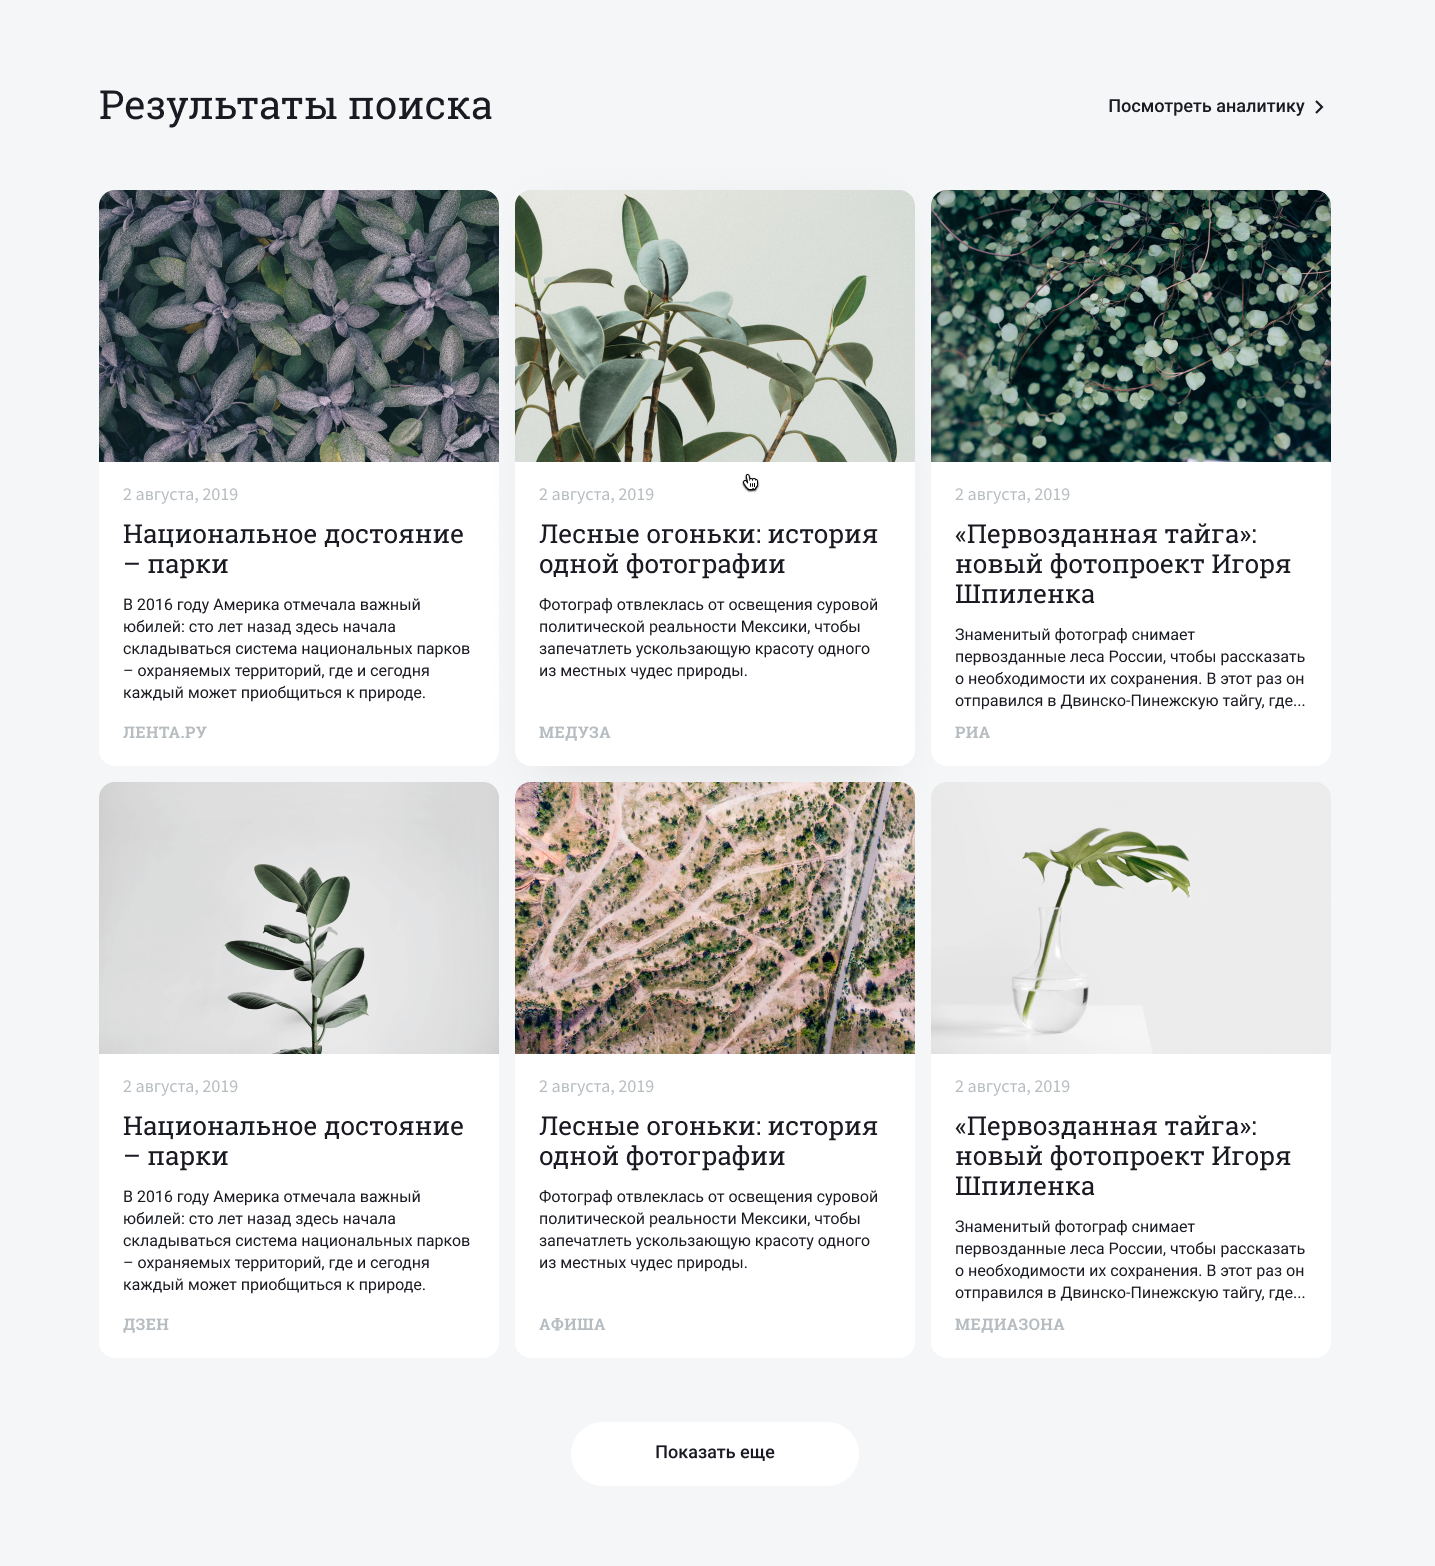 Результаты поиска
Посмотреть аналитику
2 августа, 2019
Национальное достояние
– парки
В 2016 году Америка отмечала важный
юбилей: сто лет назад здесь начала
складываться система национальных парков
– охраняемых территорий, где и сегодня
каждый может приобщиться к природе.
ЛЕНТА.РУ
2 августа, 2019
Лесные огоньки: история
одной фотографии
Фотограф отвлеклась от освещения суровой
политической реальности Мексики, чтобы
запечатлеть ускользающую красоту одного
из местных чудес природы.
МЕДУЗА
2 августа, 2019
«Первозданная тайга»:
новый фотопроект Игоря
Шпиленка
Знаменитый фотограф снимает
первозданные леса России, чтобы рассказать
о необходимости их сохранения. В этот раз он
отправился в Двинско-Пинежскую тайгу, где...
РИА
2 августа, 2019
Национальное достояние
– парки
В 2016 году Америка отмечала важный
юбилей: сто лет назад здесь начала
складываться система национальных парков
– охраняемых территорий, где и сегодня
каждый может приобщиться к природе.
ДЗЕН
2 августа, 2019
Лесные огоньки: история
одной фотографии
Фотограф отвлеклась от освещения суровой
политической реальности Мексики, чтобы
запечатлеть ускользающую красоту одного
из местных чудес природы.
АФИША
2 августа, 2019
«Первозданная тайга»:
новый фотопроект Игоря
Шпиленка
Знаменитый фотограф снимает
первозданные леса России, чтобы рассказать
о необходимости их сохранения. В этот раз он
отправился в Двинско-Пинежскую тайгу, где...
МЕДИАЗОНА
Показать еще